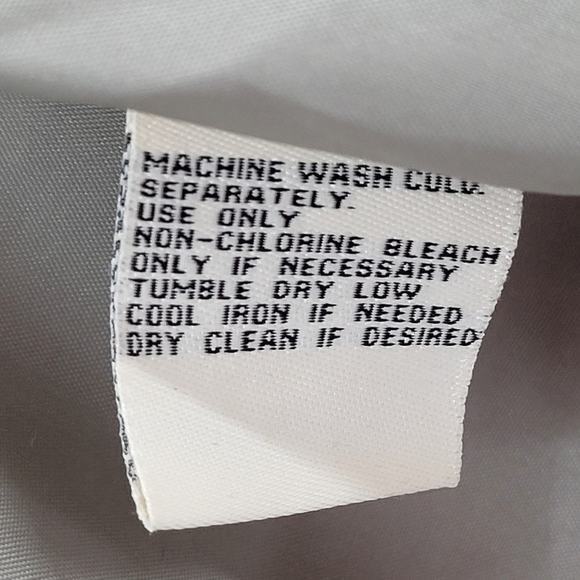 MACHINE WASH COLD.
SEPARATELY.
USE ONLY
NON-CHLORINE BLEACH
ONLY IF NECESSARY
TUMBLE DRY LOW
COOL IRON IF NEEDED
DRY CLEAN IF DESIRED